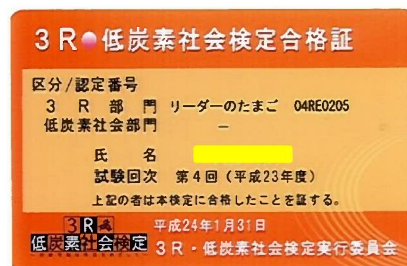 3R●低炭素社会検定合格証
区分/認定番号
3 R 部 門 リーダーのたまご 04RE0205
低炭素社会部門 －
氏 名
試験回次 第4回（平成23年度）
上記の者は本検定に合格したことを証する。
3R
低炭素社会検定
平成24年1月31日
3R・低炭素社会検定実行委員会